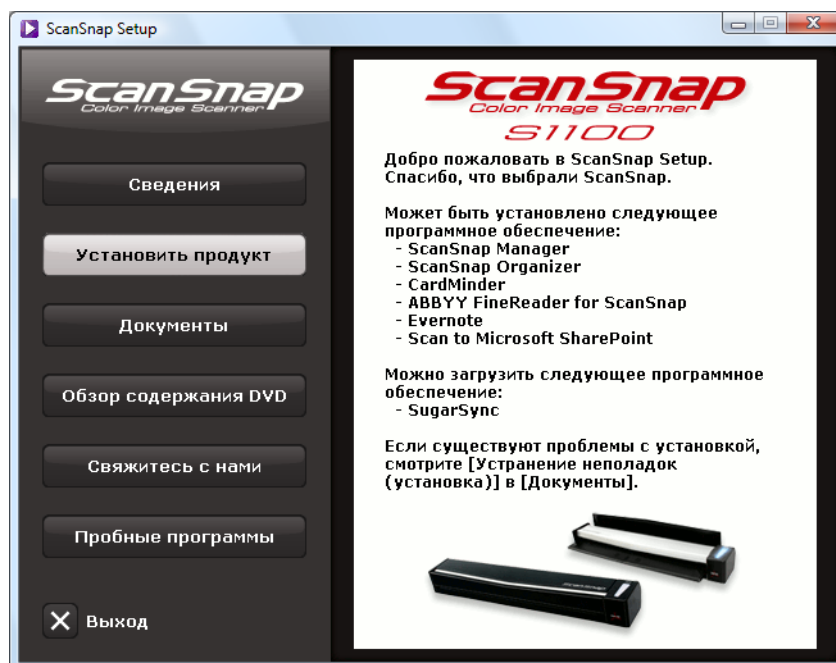 ScanSnap Setup
ScanSnap
Color Image Scanner
Сведения
Установить продукт
Документы
Обзор содержания DVD
Свяжитесь с нами
Пробные программы
Выход
ScanSnap
Color Image Scanner
S1100
Добро пожаловать в ScanSnap Setup.
Спасибо, что выбрали ScanSnap.
Может быть установлено следующее
программное обеспечение:
- ScanSnap Manager
- ScanSnap Organizer
- CardMinder
- ABBYY FineReader for ScanSnap
- Evernote
- Scan to Microsoft SharePoint
Можно загрузить следующее программное
обеспечение:
- SugarSync
Если существуют проблемы с установкой,
смотрите [Устранение неполадок
(установка)] в [Документы].
ScanSnap